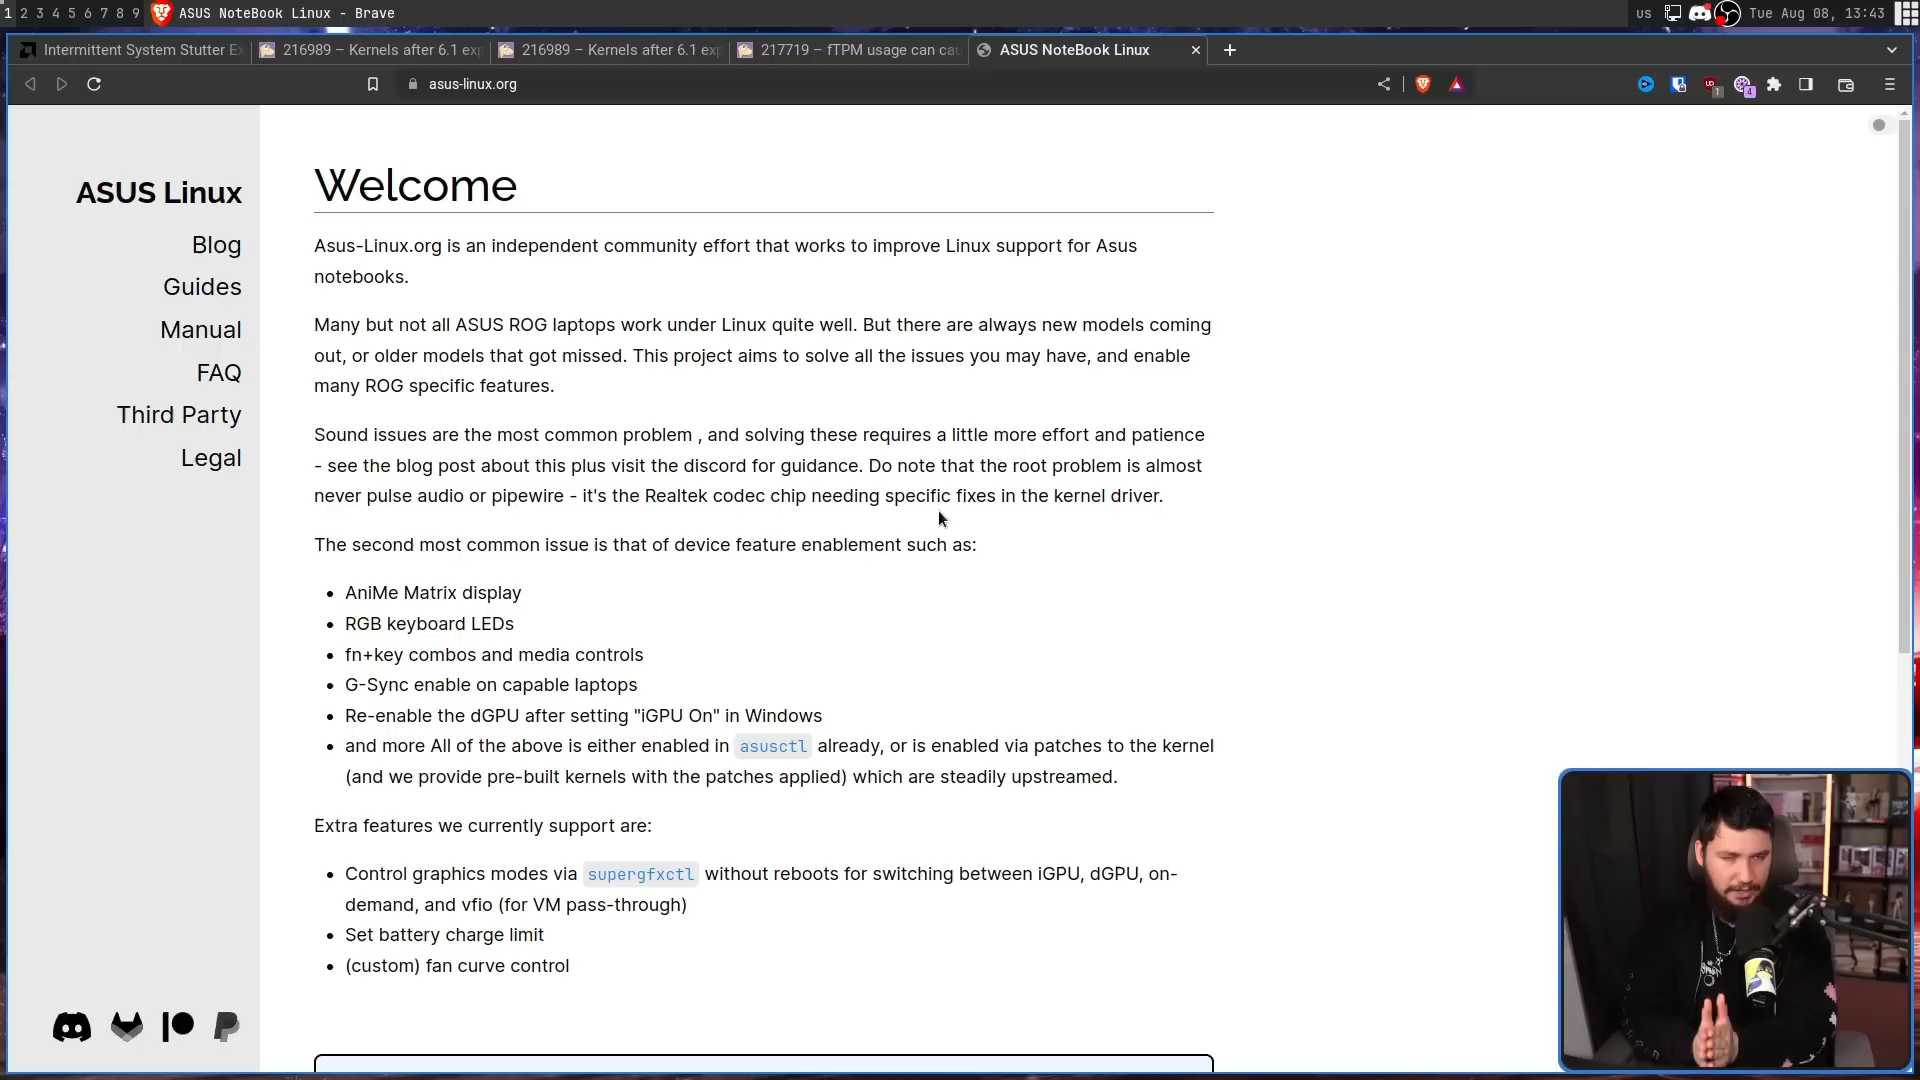 1 2 3 4 5 6 7 8 9 ASUS NoteBook Linux - Brave us Tue Aug 08, 13:43
Intermittent System Stutter Ex 216989 – Kernels after 6.1 exp 216989 – Kernels after 6.1 exp 217719 – fTPM usage can cau ASUS NoteBook Linux
asus-linux.org 1 4
ASUS Linux
Blog
Guides
Manual
FAQ
Third Party
Legal
Welcome
Asus-Linux.org is an independent community effort that works to improve Linux support for Asus
notebooks.
Many but not all ASUS ROG laptops work under Linux quite well. But there are always new models coming
out, or older models that got missed. This project aims to solve all the issues you may have, and enable
many ROG specific features.
Sound issues are the most common problem , and solving these requires a little more effort and patience
- see the blog post about this plus visit the discord for guidance. Do note that the root problem is almost
never pulse audio or pipewire - it's the Realtek codec chip needing specific fixes in the kernel driver.
The second most common issue is that of device feature enablement such as:
• AniMe Matrix display
• RGB keyboard LEDs
• fn+key combos and media controls
• G-Sync enable on capable laptops
• Re-enable the dGPU after setting "iGPU On" in Windows
• and more All of the above is either enabled in asusctl already, or is enabled via patches to the kernel
(and we provide pre-built kernels with the patches applied) which are steadily upstreamed.
Extra features we currently support are:
• Control graphics modes via supergfxctl without reboots for switching between iGPU, dGPU, on-
demand, and vfio (for VM pass-through)
• Set battery charge limit
• (custom) fan curve control